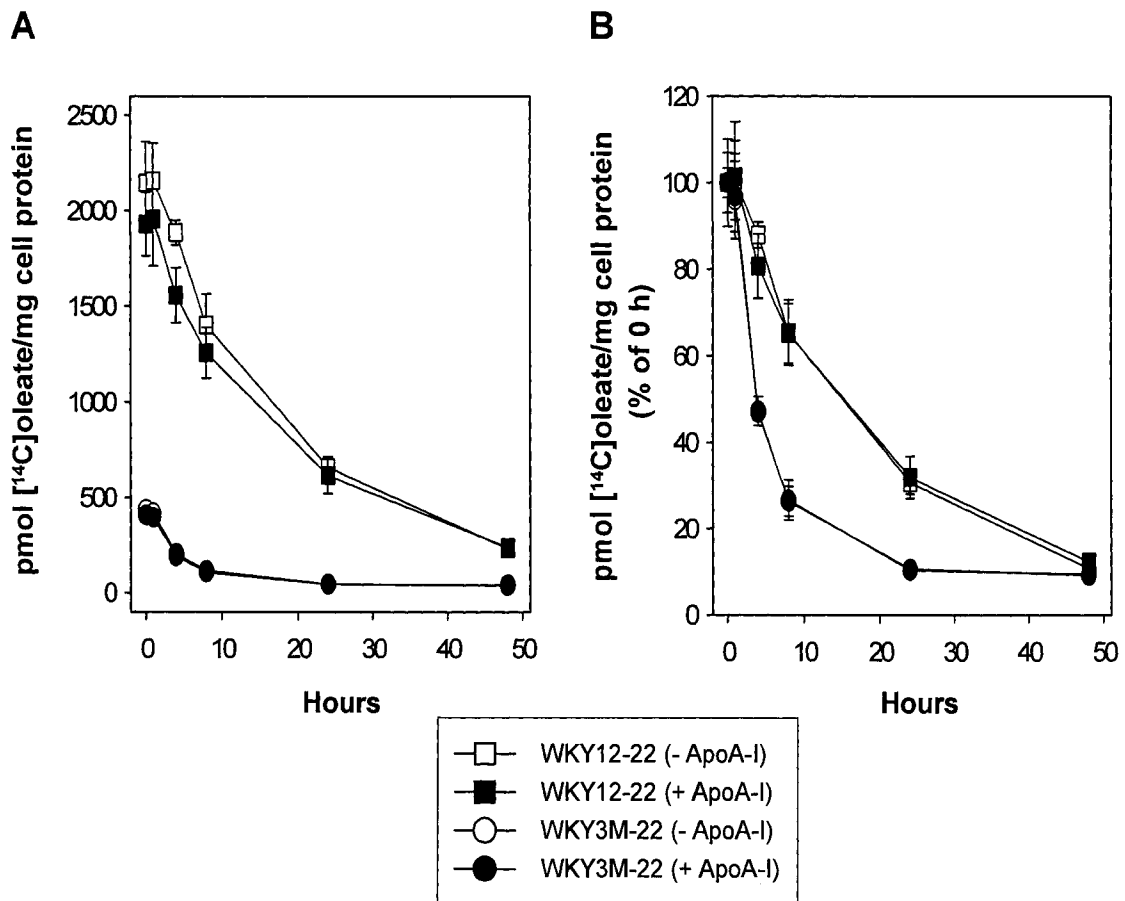 A
B
pmol [¹⁴C]oleate/mg cell protein
2500
2000
1500
1000
500
0
0
10
20
30
40
50
Hours
pmol [¹⁴C]oleate/mg cell protein
(% of 0 h)
120
100
80
60
40
20
0
0
10
20
30
40
50
Hours
WKY12-22 (- ApoA-I)
WKY12-22 (+ ApoA-I)
WKY3M-22 (- ApoA-I)
WKY3M-22 (+ ApoA-I)